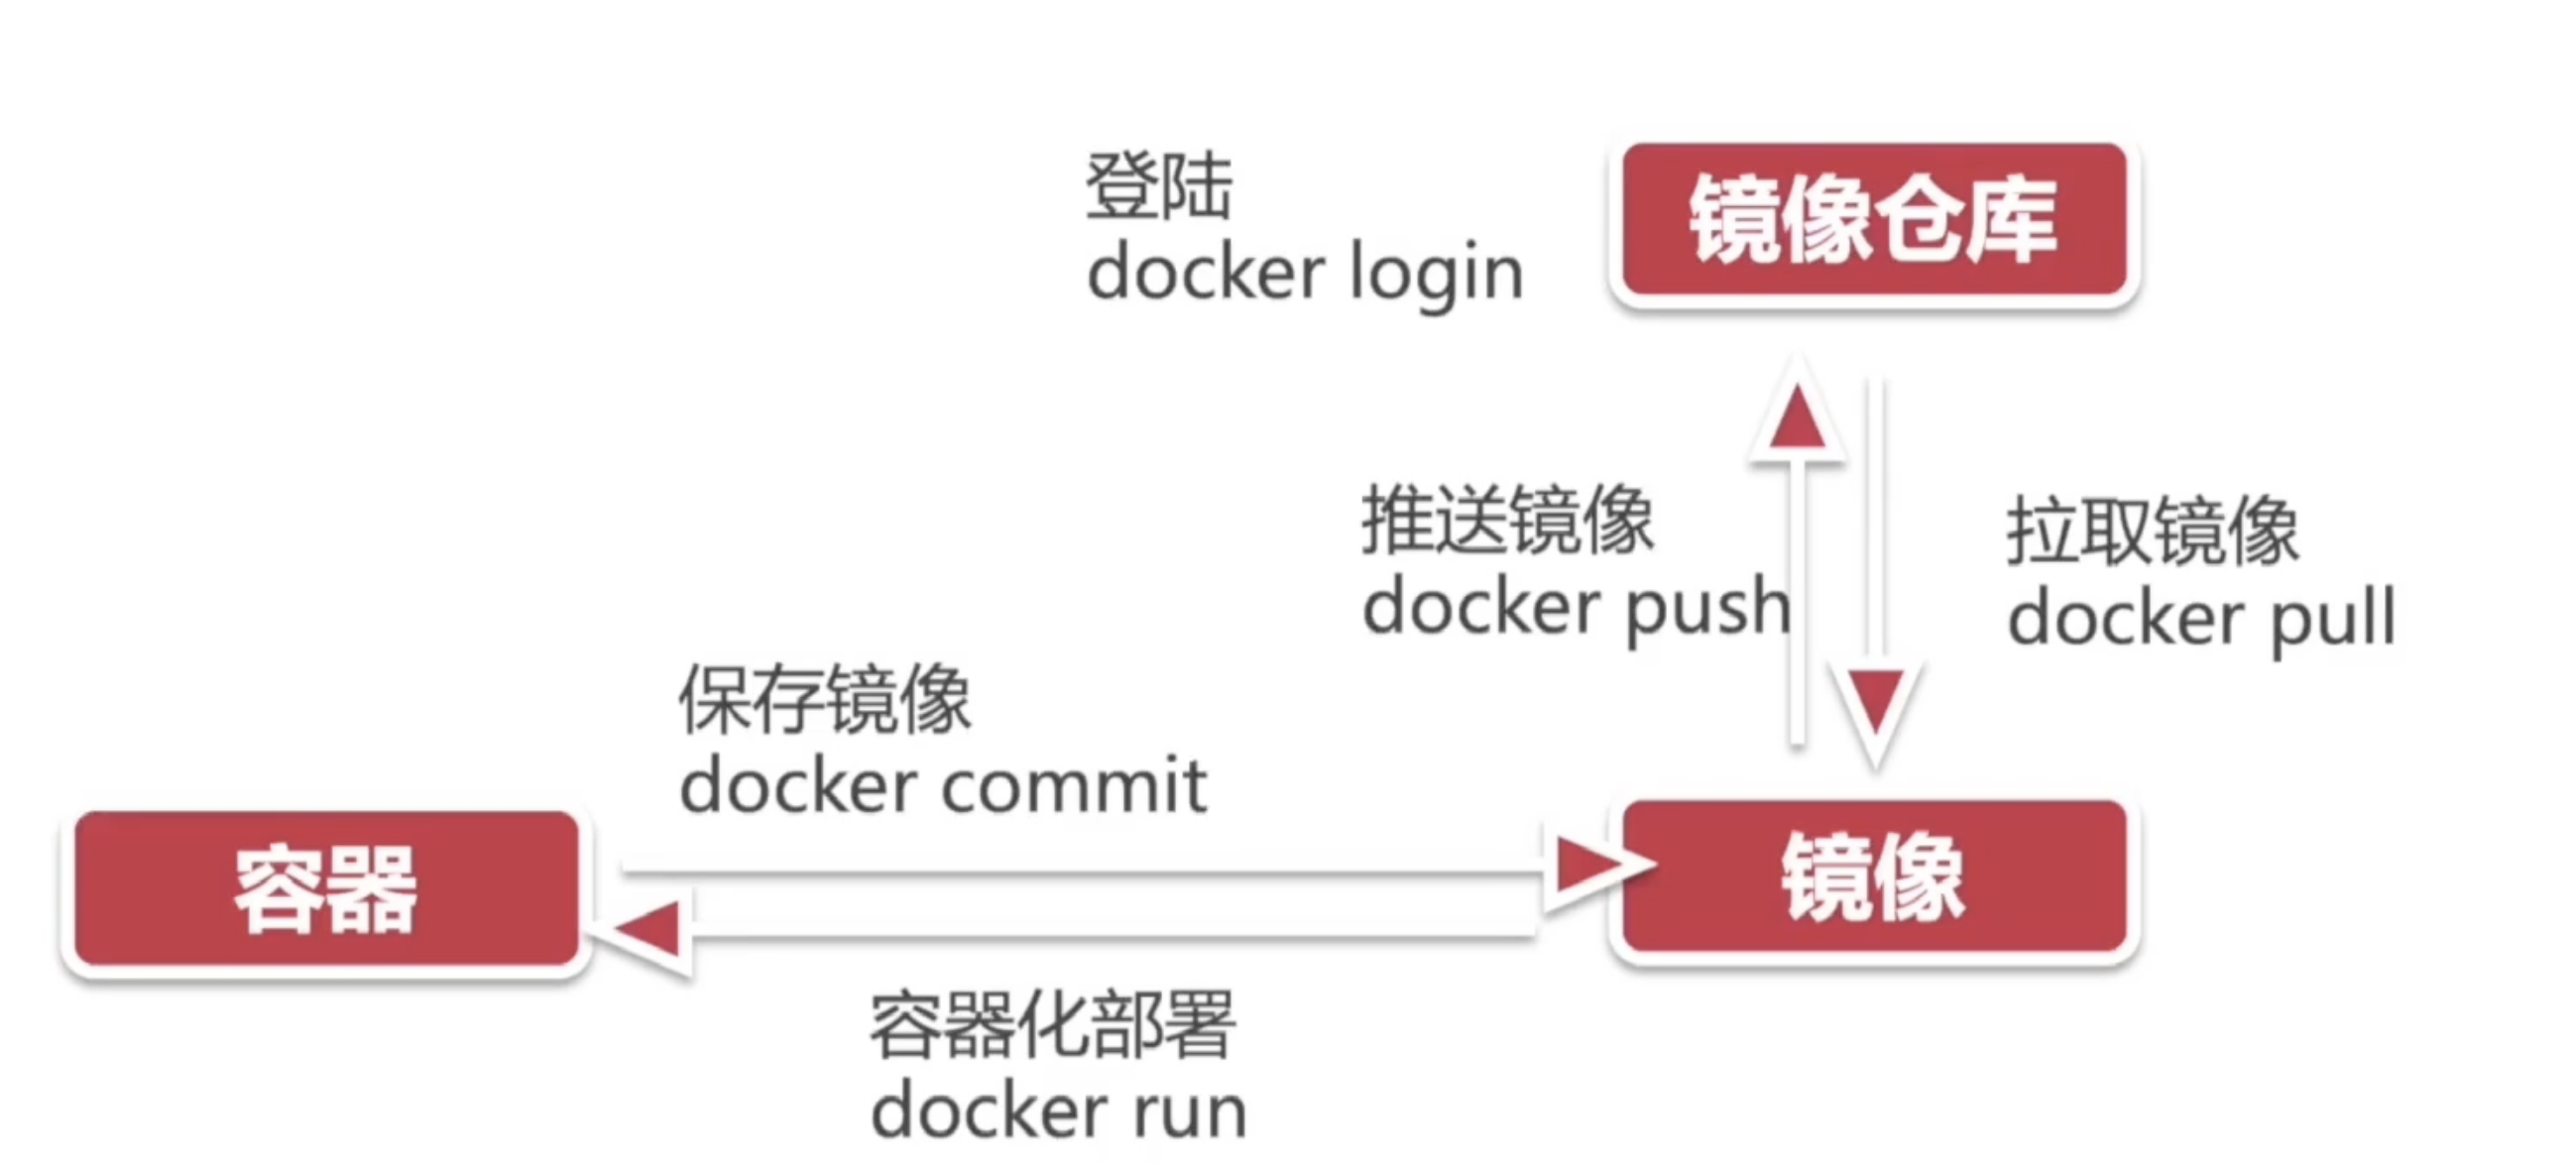 登陆
docker login
镜像仓库
推送镜像
docker push
拉取镜像
docker pull
保存镜像
docker commit
容器
镜像
容器化部署
docker run